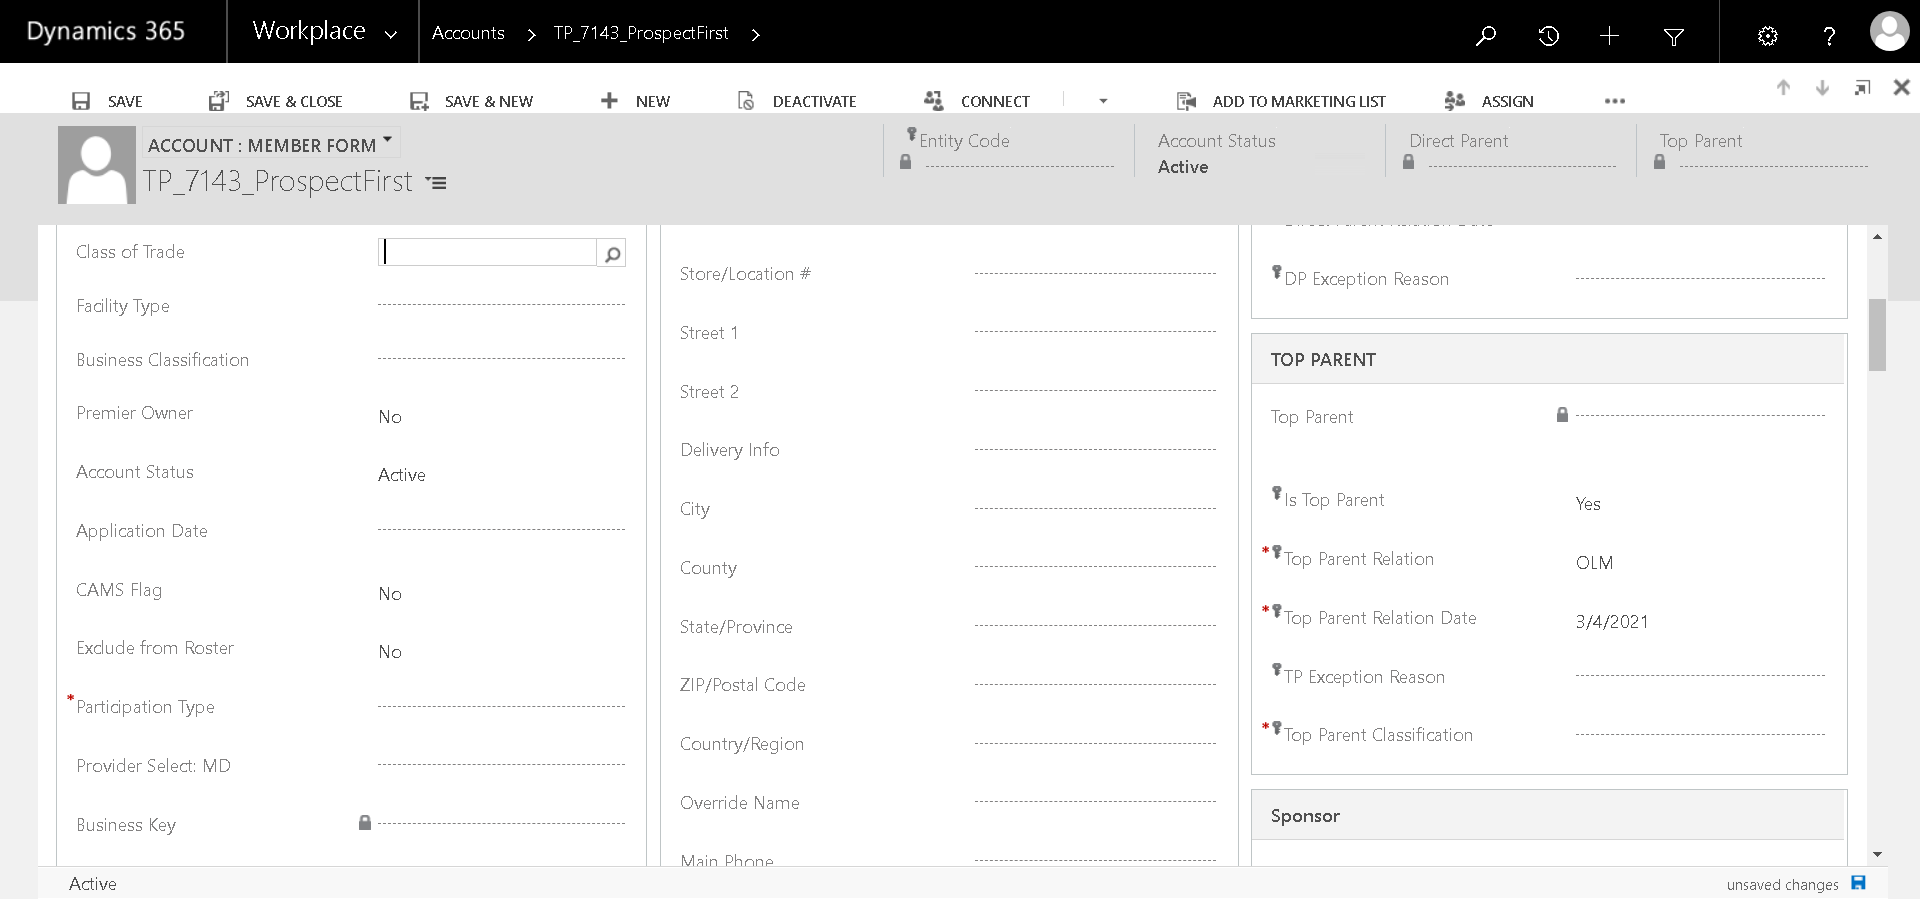 Dynamics 365
Workplace
Accounts
TP_7143_ProspectFirst
SAVE
SAVE & CLOSE
SAVE & NEW
NEW
DEACTIVATE
CONNECT
ADD TO MARKETING LIST
ASSIGN
ACCOUNT : MEMBER FORM
TP_7143_ProspectFirst
Entity Code
Account Status
Active
Direct Parent
Top Parent
Class of Trade
Facility Type
Business Classification
Premier Owner No
Account Status Active
Application Date
CAMS Flag No
Exclude from Roster No
* Participation Type
Provider Select: MD
Business Key
Store/Location #
Street 1
Street 2
Delivery Info
City
County
State/Province
ZIP/Postal Code
Country/Region
Override Name
Main Phone
DP Exception Reason
TOP PARENT
Top Parent
Is Top Parent Yes
* Top Parent Relation OLM
* Top Parent Relation Date 3/4/2021
TP Exception Reason
* Top Parent Classification
Sponsor
Active
unsaved changes